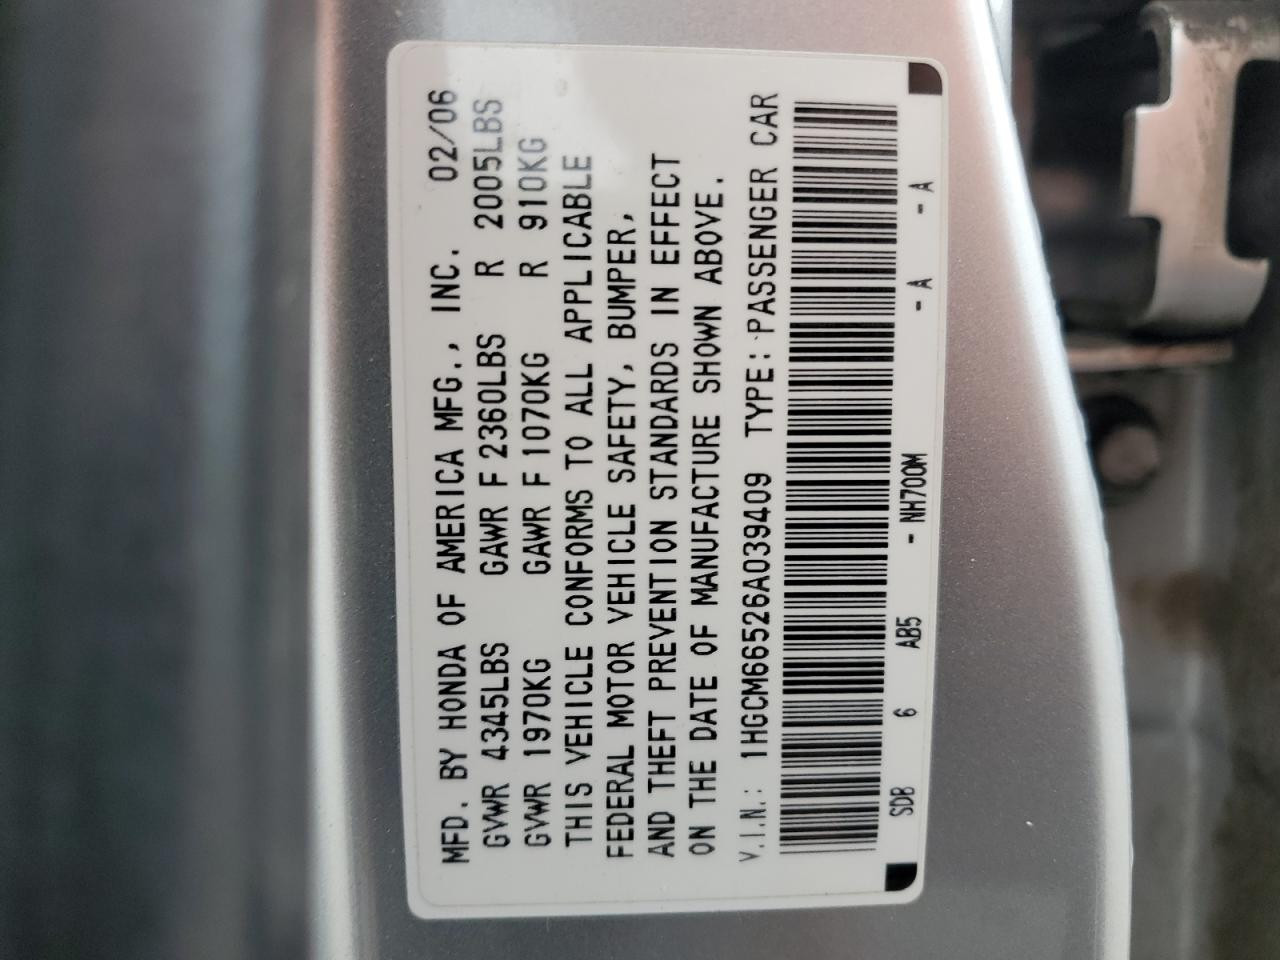 MFD. BY HONDA OF AMERICA MFG., INC. 02/06
GVWR 4345LBS GAWR F 2360LBS R 2005LBS
GVWR 1970KG GAWR F 1070KG R 910KG
THIS VEHICLE CONFORMS TO ALL APPLICABLE
FEDERAL MOTOR VEHICLE SAFETY, BUMPER,
AND THEFT PREVENTION STANDARDS IN EFFECT
ON THE DATE OF MANUFACTURE SHOWN ABOVE.
V.I.N.: 1HGCM66526A039409 TYPE: PASSENGER CAR
SDB 6 AB5 - NH700M - A - A